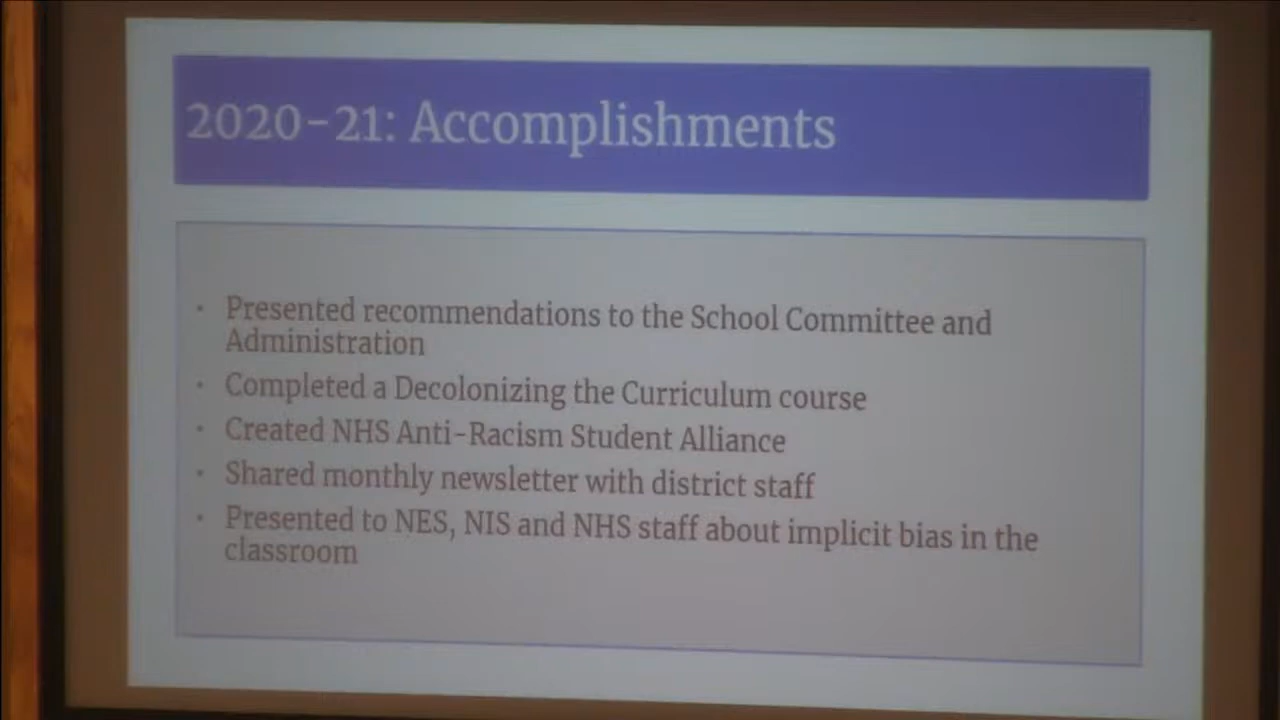 2020-21: Accomplishments
• Presented recommendations to the School Committee and
Administration
• Completed a Decolonizing the Curriculum course
• Created NHS Anti-Racism Student Alliance
• Shared monthly newsletter with district staff
• Presented to NES, NIS and NHS staff about implicit bias in the
classroom